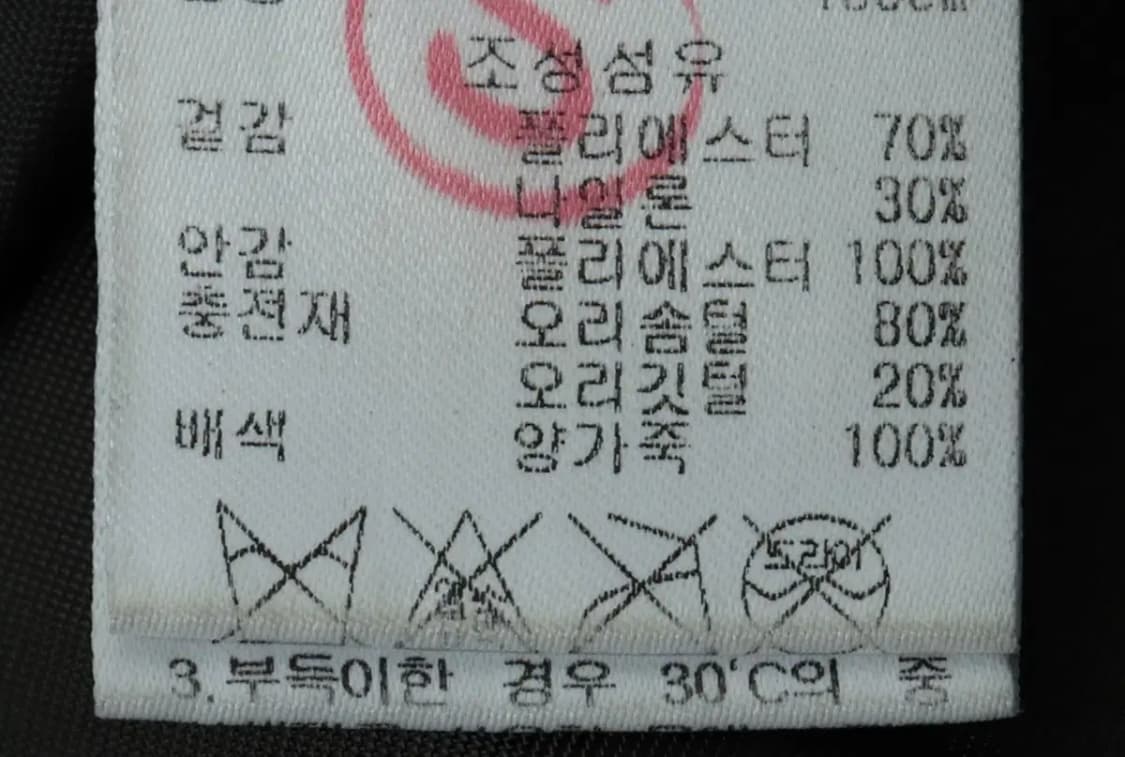 S
조성섬유
겉감 폴리에스터 70%
나일론 30%
안감 폴리에스터 100%
충전재 오리솜털 80%
오리깃털 20%
배색 양가죽 100%
염소 드라이
3.부득이한 경우 30'C의 중